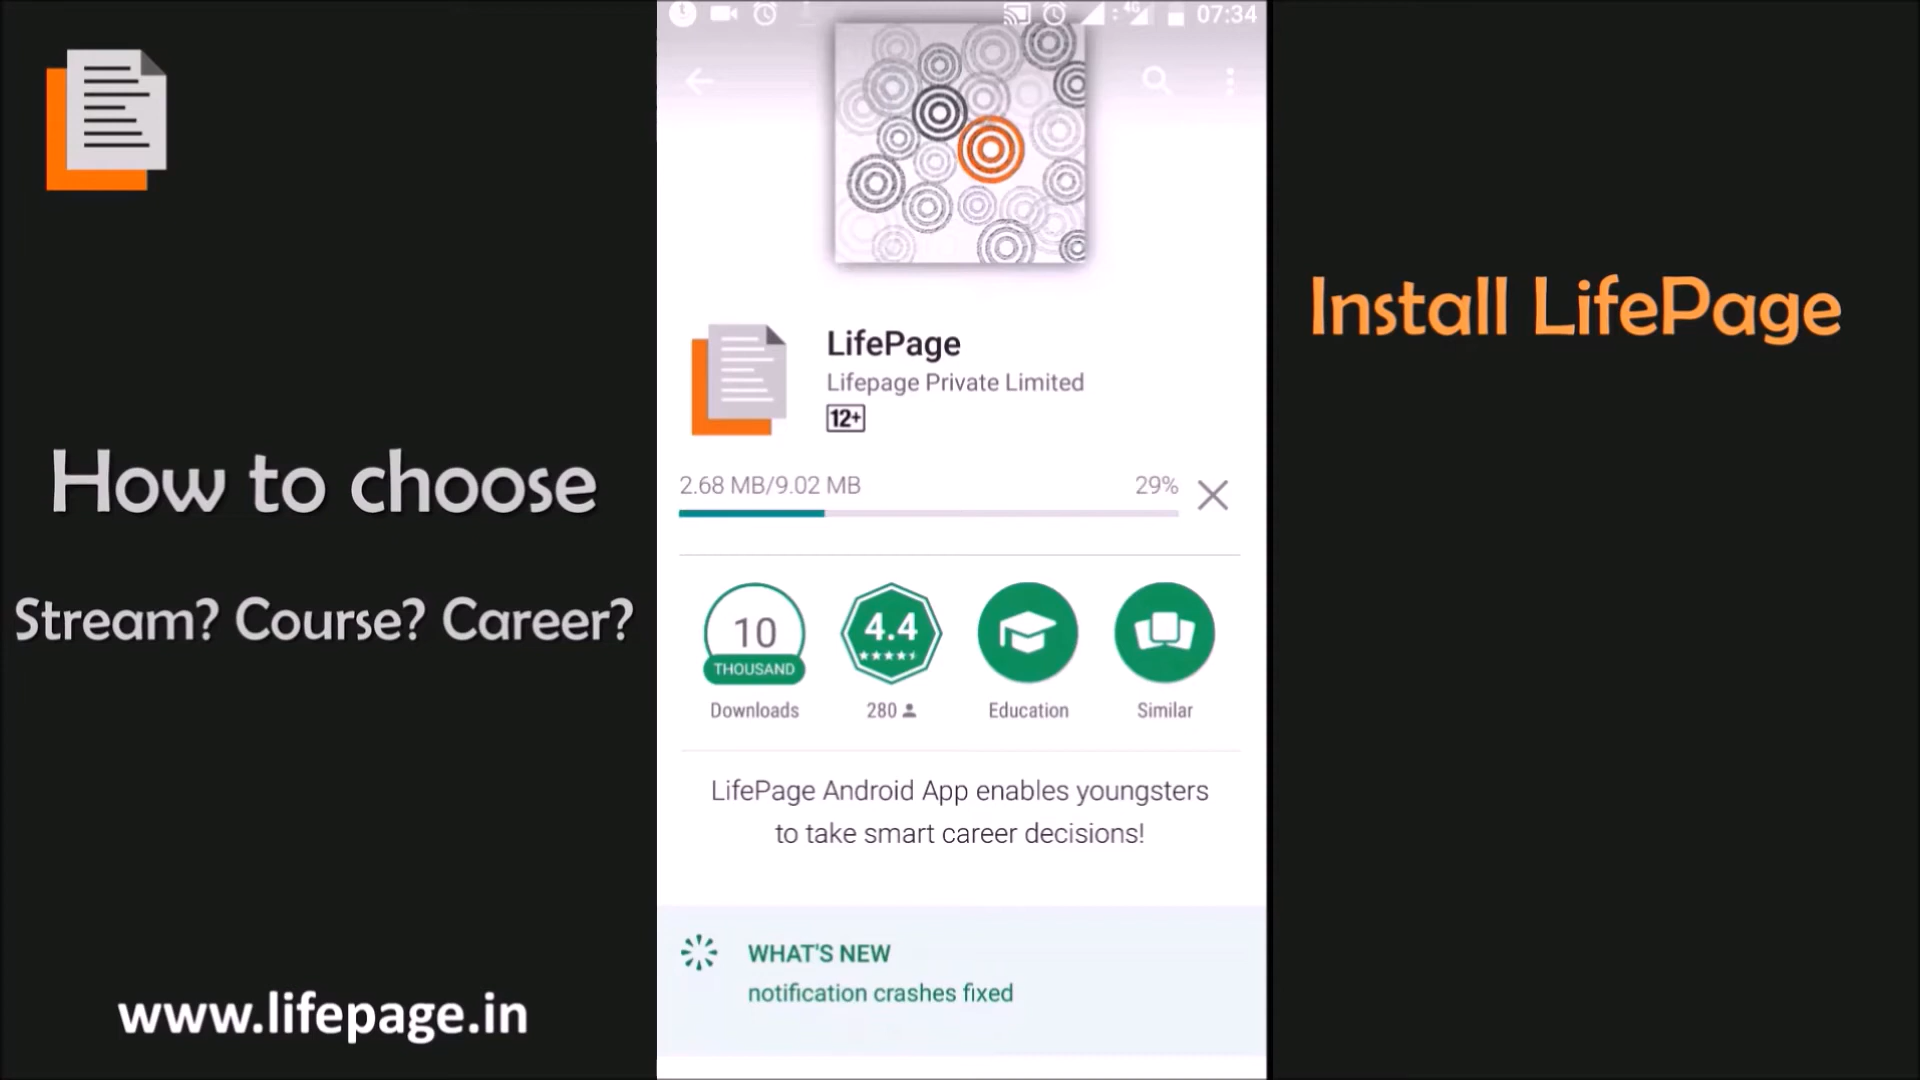 How to choose
Stream? Course? Career?
www.lifepage.in
4G 07:34
LifePage
Lifepage Private Limited
12+
2.68 MB/9.02 MB 29%
10 THOUSAND
Downloads
4.4
280
Education
Similar
LifePage Android App enables youngsters
to take smart career decisions!
WHAT'S NEW
notification crashes fixed
Install LifePage